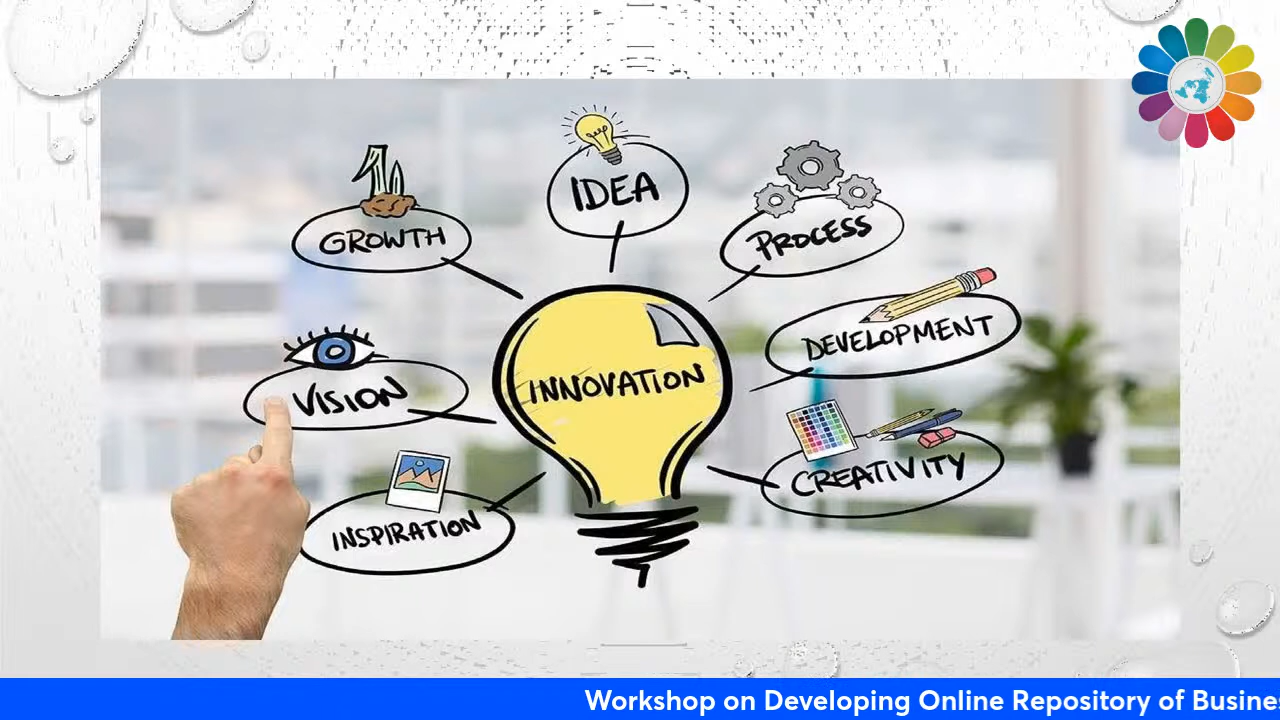 IDEA
GROWTH
PROCESS
DEVELOPMENT
INNOVATION
VISION
CREATIVITY
INSPIRATION
Workshop on Developing Online Repository of Busine